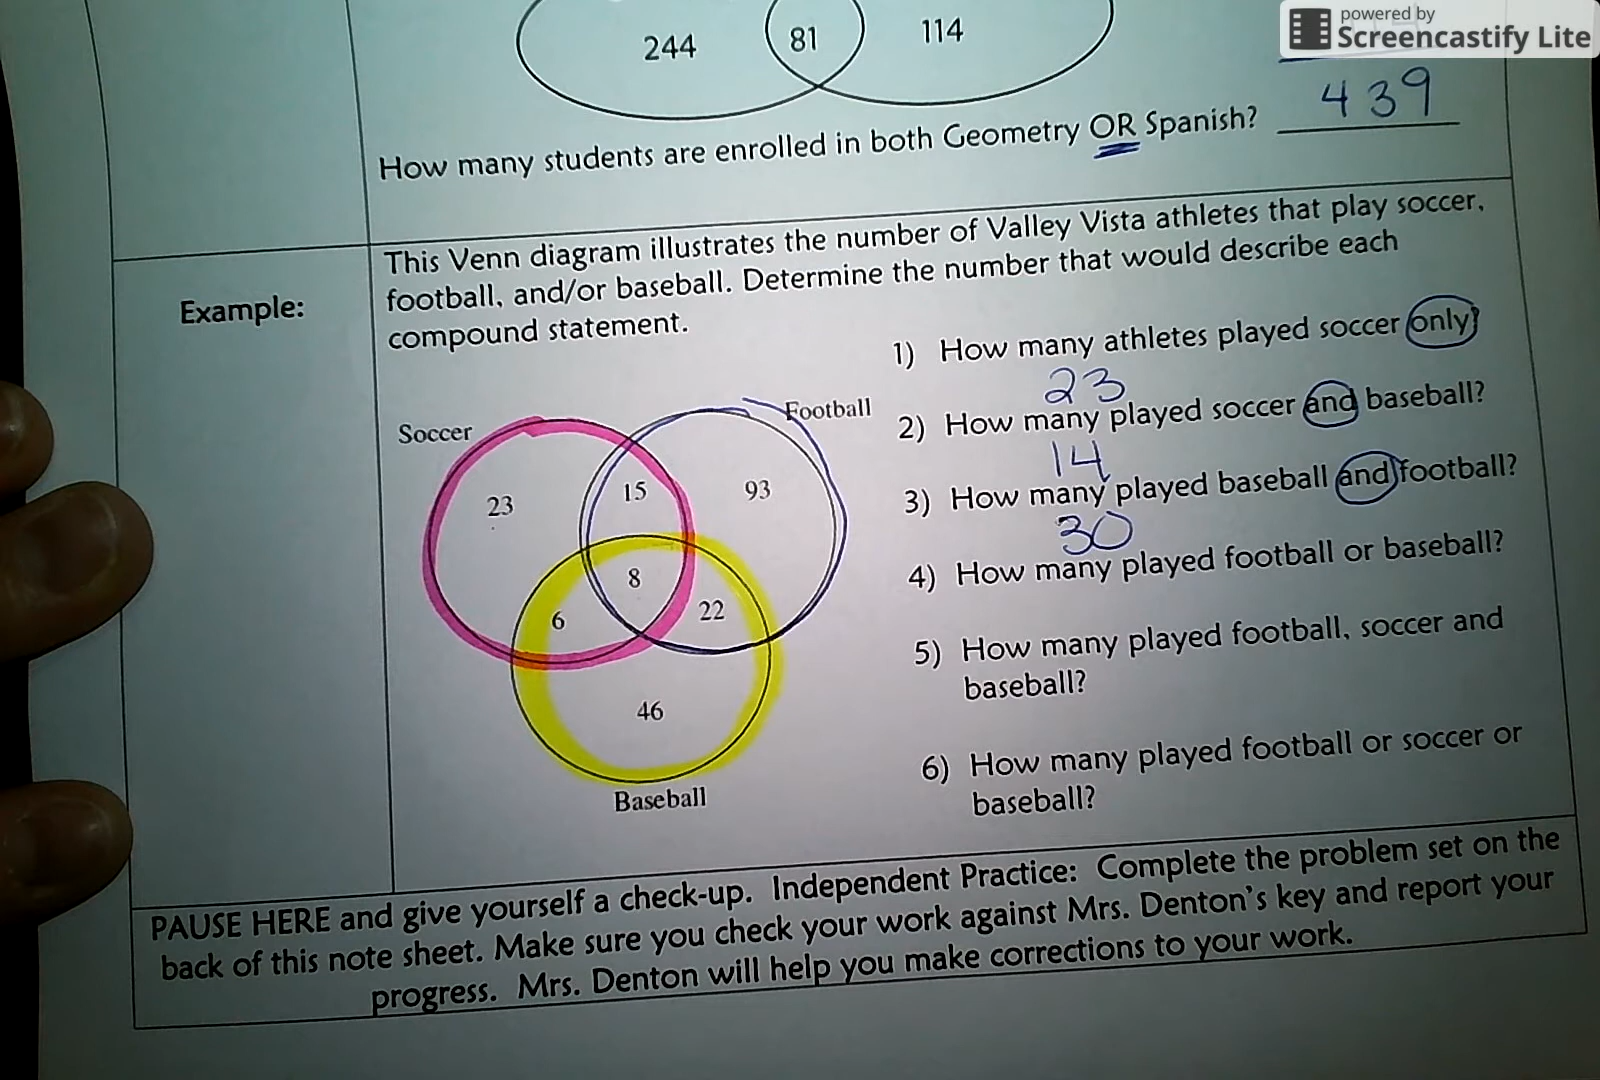 powered by
Screencastify Lite
244
81
114
439
How many students are enrolled in both Geometry OR Spanish?
Example:
This Venn diagram illustrates the number of Valley Vista athletes that play soccer,
football, and/or baseball. Determine the number that would describe each
compound statement.
Soccer
Football
23
15
93
8
6
22
46
Baseball
1) How many athletes played soccer only?
23
2) How many played soccer and baseball?
14
3) How many played baseball and football?
30
4) How many played football or baseball?
5) How many played football, soccer and
baseball?
6) How many played football or soccer or
baseball?
PAUSE HERE and give yourself a check-up. Independent Practice: Complete the problem set on the
back of this note sheet. Make sure you check your work against Mrs. Denton's key and report your
progress. Mrs. Denton will help you make corrections to your work.